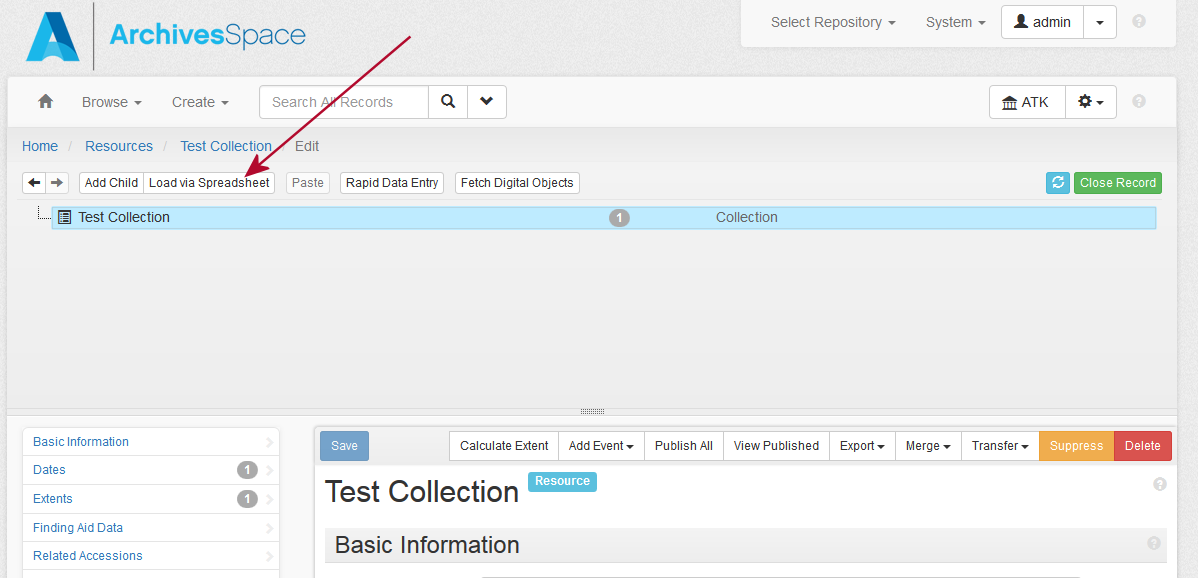 ArchivesSpace
Select Repository System admin
Browse Create Search All Records ATK
Home / Resources / Test Collection / Edit
Add Child Load via Spreadsheet Paste Rapid Data Entry Fetch Digital Objects Close Record
Test Collection 1 Collection
Save Calculate Extent Add Event Publish All View Published Export Merge Transfer Suppress Delete
Basic Information
Dates 1
Extents 1
Finding Aid Data
Related Accessions
Test Collection Resource
Basic Information